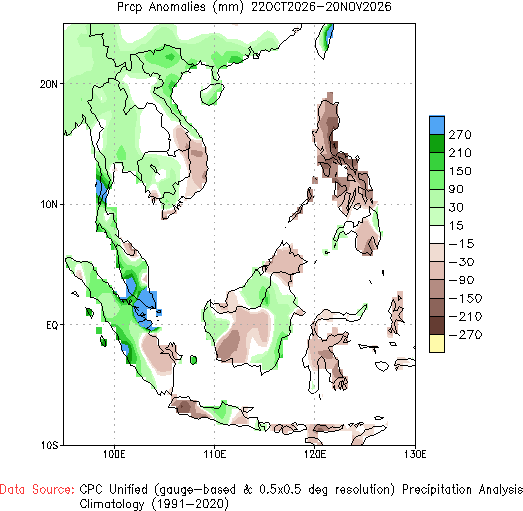 Prcp Anomalies (mm) 22OCT2026-20NOV2026
20N
10N
EQ
10S
100E
110E
120E
130E
270
210
150
90
30
15
-15
-30
-90
-150
-210
-270
Data Source: CPC Unified (gauge-based & 0.5x0.5 deg resolution) Precipitation Analysis
Climatology (1991-2020)